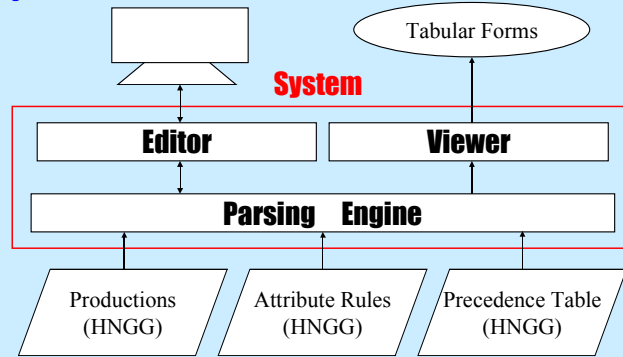 Tabular Forms
System
Editor
Viewer
Parsing Engine
Productions
(HNGG)
Attribute Rules
(HNGG)
Precedence Table
(HNGG)